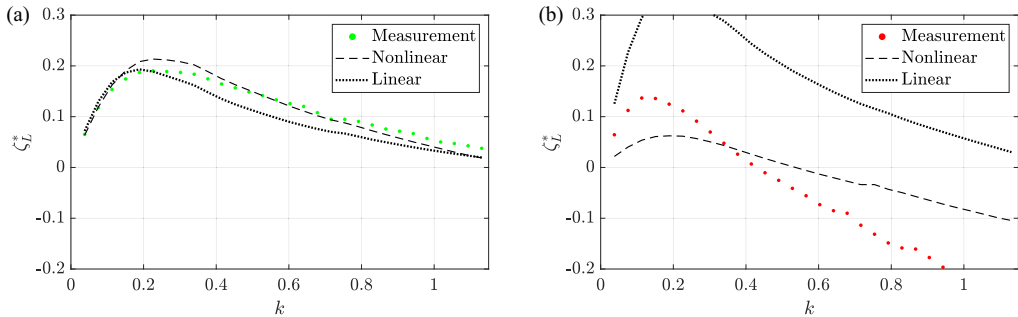 (a)
0.3
0.2
0.1
0
-0.1
-0.2
ζ*L
Measurement
Nonlinear
Linear
0 0.2 0.4 0.6 0.8 1
k
(b)
0.3
0.2
0.1
0
-0.1
-0.2
ζ*L
Measurement
Nonlinear
Linear
0 0.2 0.4 0.6 0.8 1
k